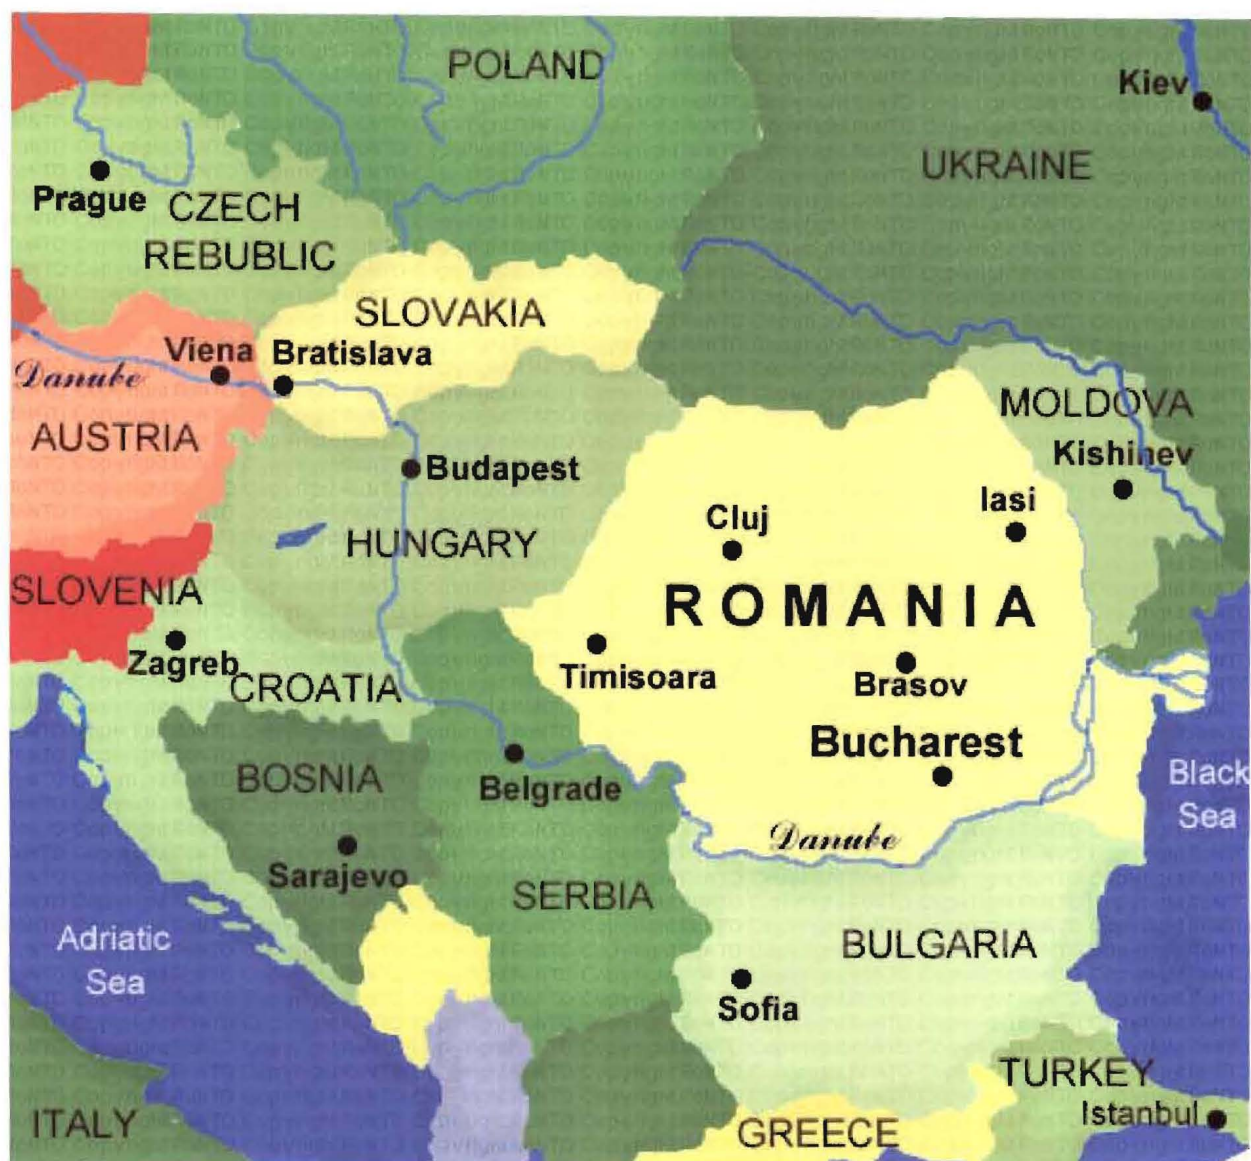 POLAND
Kiev
UKRAINE
Prague
CZECH
REBUBLIC
SLOVAKIA
Viena
Bratislava
Danube
MOLDOVA
AUSTRIA
Kishinev
Budapest
Iasi
Cluj
HUNGARY
SLOVENIA
ROMANIA
Zagreb
Timisoara
CROATIA
Brasov
Bucharest
BOSNIA
Belgrade
Black
Sea
Danube
Sarajevo
SERBIA
Adriatic
Sea
BULGARIA
Sofia
TURKEY
Istanbul
ITALY
GREECE